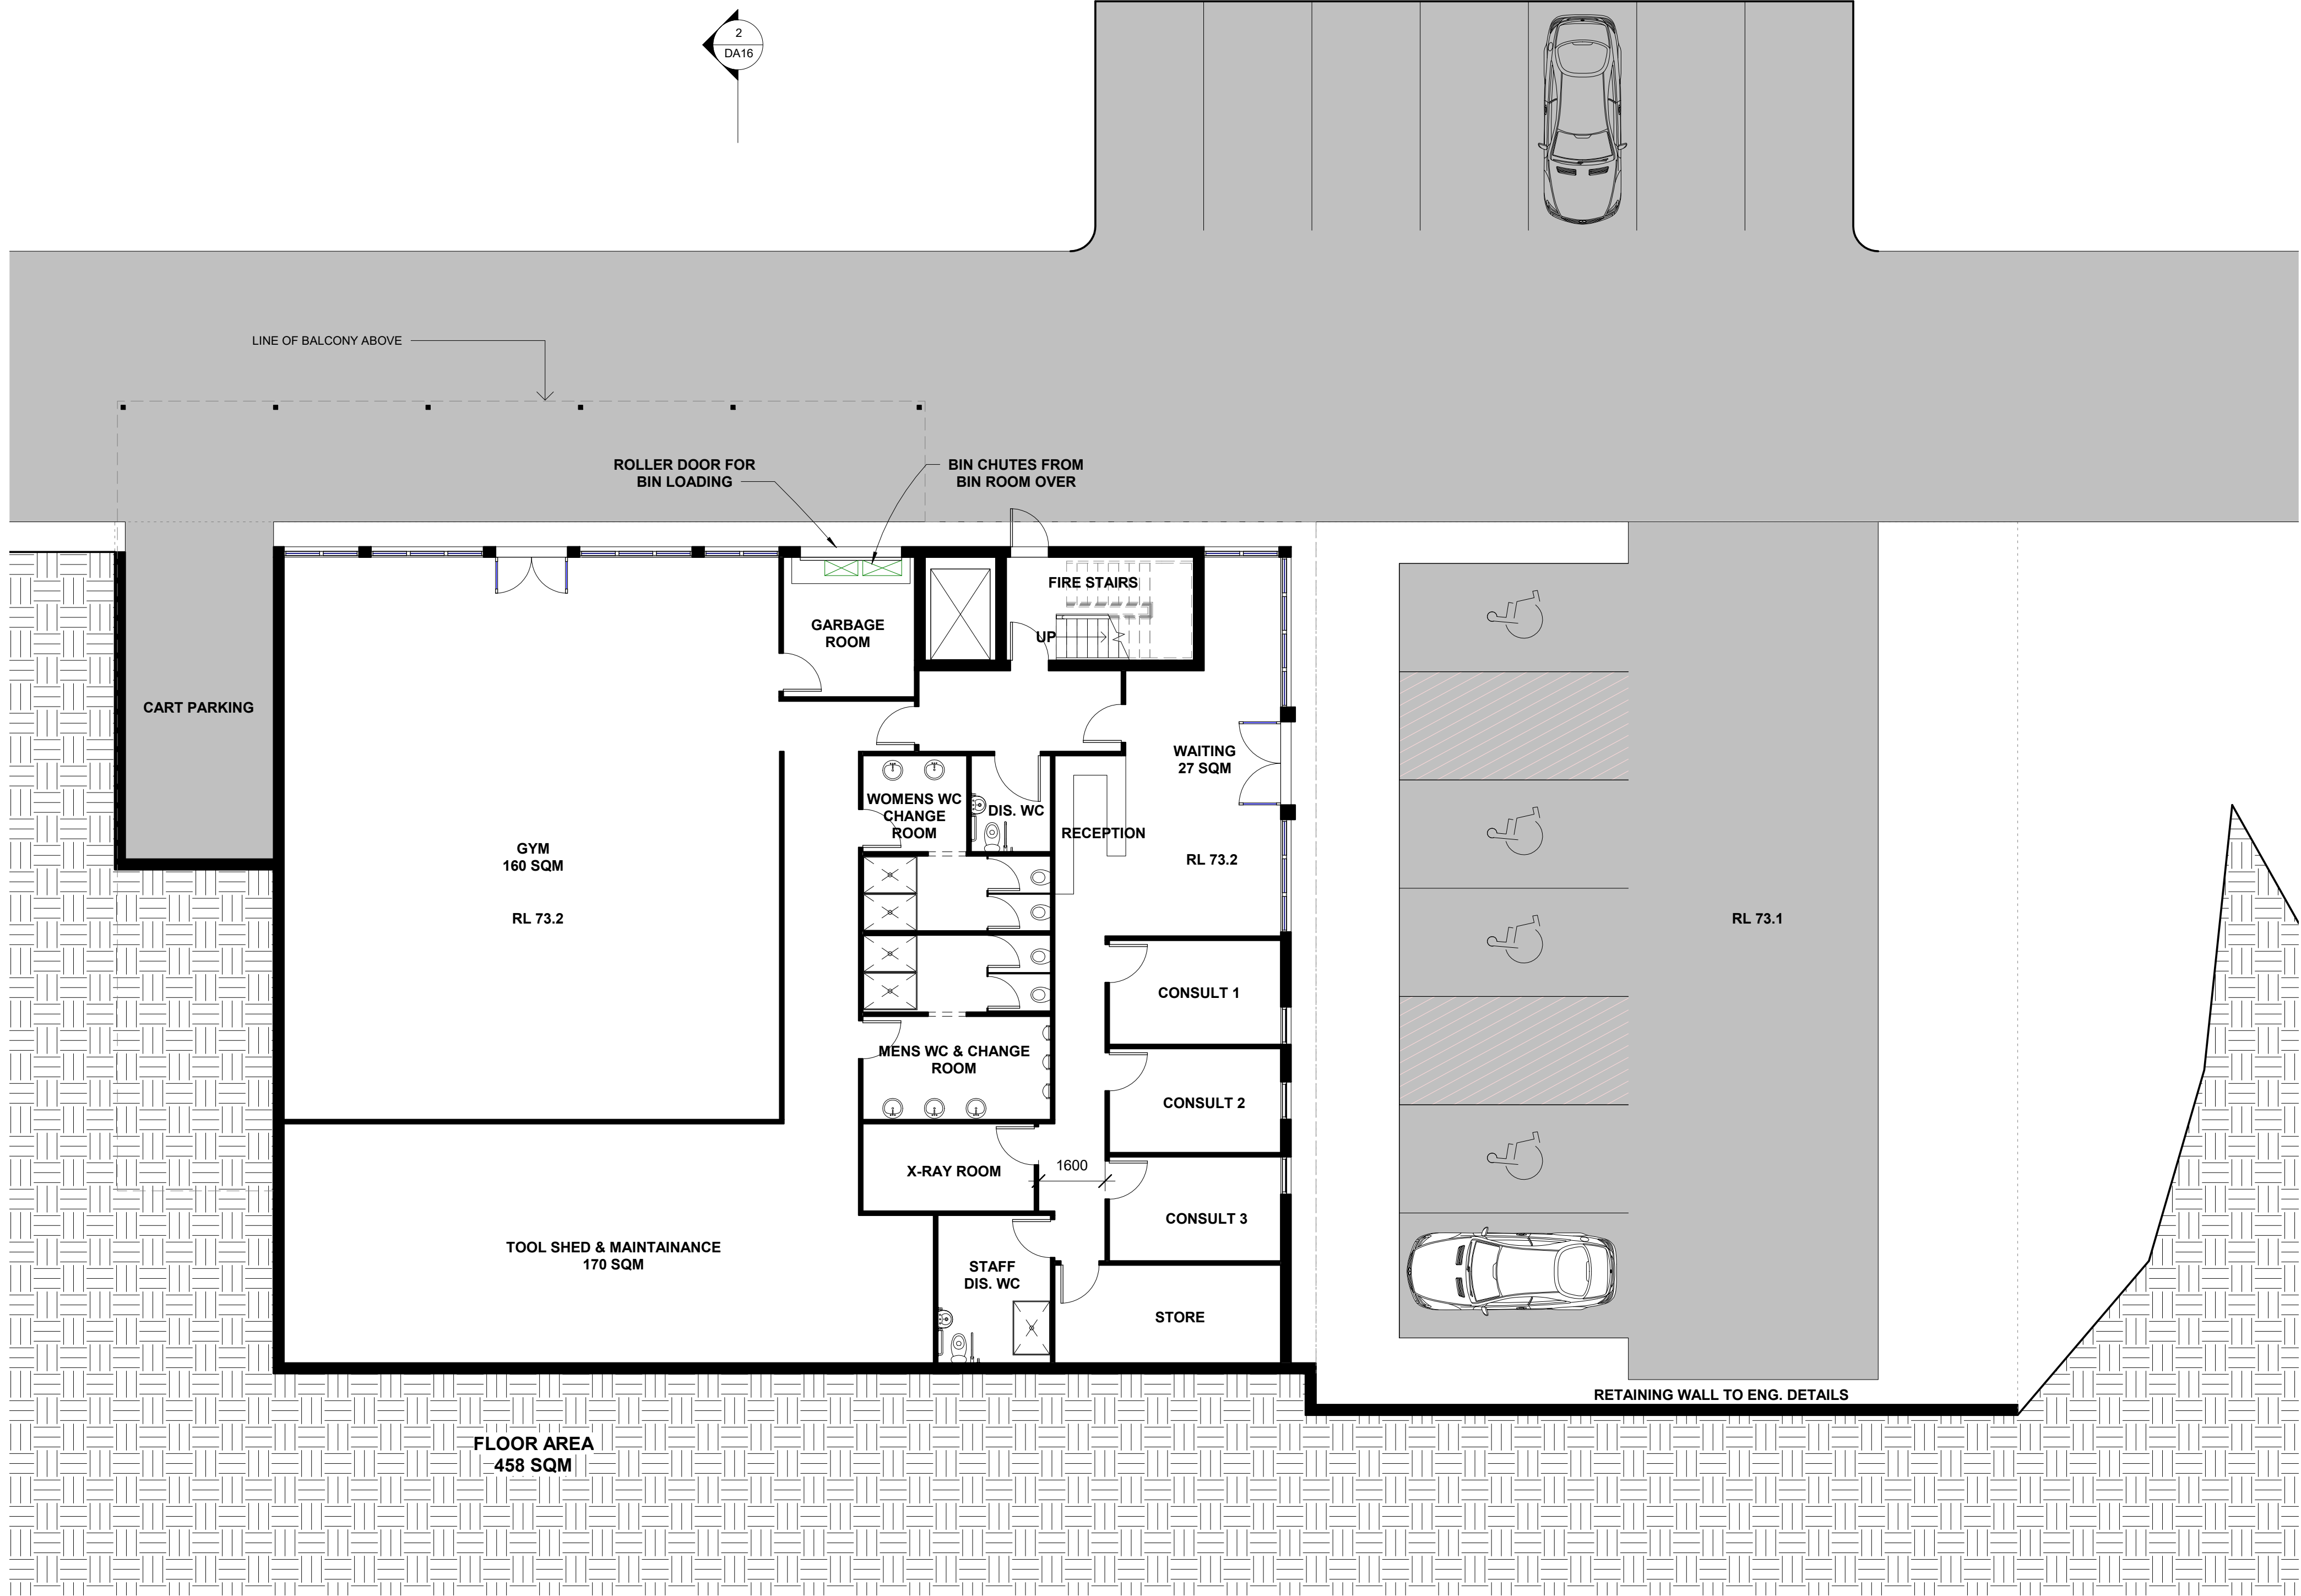 2
DA16
LINE OF BALCONY ABOVE
ROLLER DOOR FOR
BIN LOADING
BIN CHUTES FROM
BIN ROOM OVER
FIRE STAIRS
UP
GARBAGE
ROOM
CART PARKING
WAITING
27 SQM
WOMENS WC
CHANGE
ROOM
DIS. WC
RECEPTION
GYM
160 SQM
RL 73.2
RL 73.2
RL 73.1
CONSULT 1
MENS WC & CHANGE
ROOM
CONSULT 2
X-RAY ROOM
1600
CONSULT 3
TOOL SHED & MAINTAINANCE
170 SQM
STAFF
DIS. WC
STORE
RETAINING WALL TO ENG. DETAILS
FLOOR AREA
458 SQM